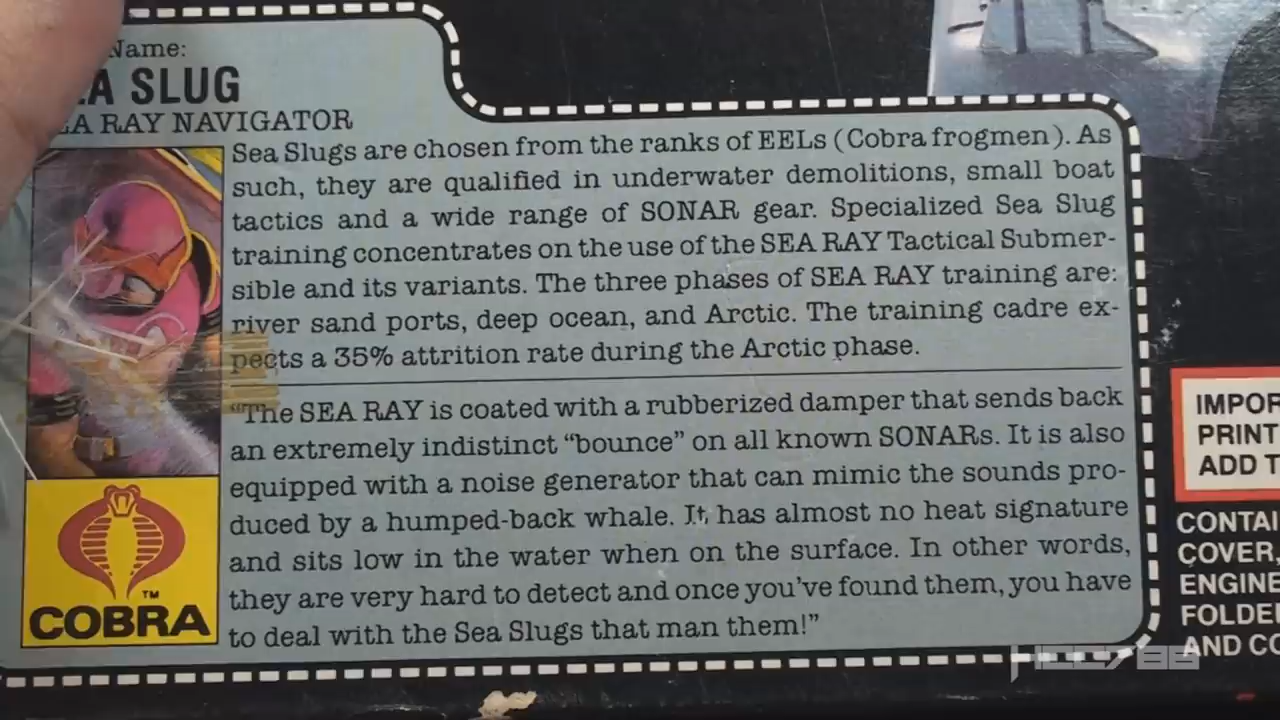 Name:
SEA SLUG
SEA RAY NAVIGATOR
Sea Slugs are chosen from the ranks of EELs (Cobra frogmen). As
such, they are qualified in underwater demolitions, small boat
tactics and a wide range of SONAR gear. Specialized Sea Slug
training concentrates on the use of the SEA RAY Tactical Submer-
sible and its variants. The three phases of SEA RAY training are:
river sand ports, deep ocean, and Arctic. The training cadre ex-
pects a 35% attrition rate during the Arctic phase.
"The SEA RAY is coated with a rubberized damper that sends back
an extremely indistinct “bounce” on all known SONARs. It is also
equipped with a noise generator that can mimic the sounds pro-
duced by a humped-back whale. It has almost no heat signature
and sits low in the water when on the surface. In other words,
they are very hard to detect and once you've found them, you have
to deal with the Sea Slugs that man them!”
TM
COBRA
IMPOR
PRINT
ADD T
CONTAI
COVER,
ENGINE
FOLDE
AND CO